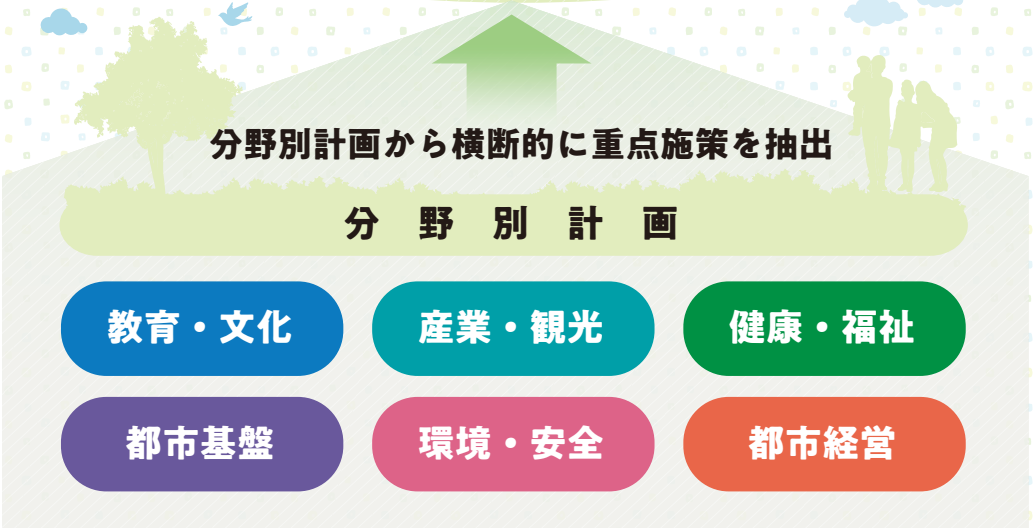 分野別計画から横断的に重点施策を抽出
分野別計画
教育・文化
産業・観光
健康・福祉
都市基盤
環境・安全
都市経営